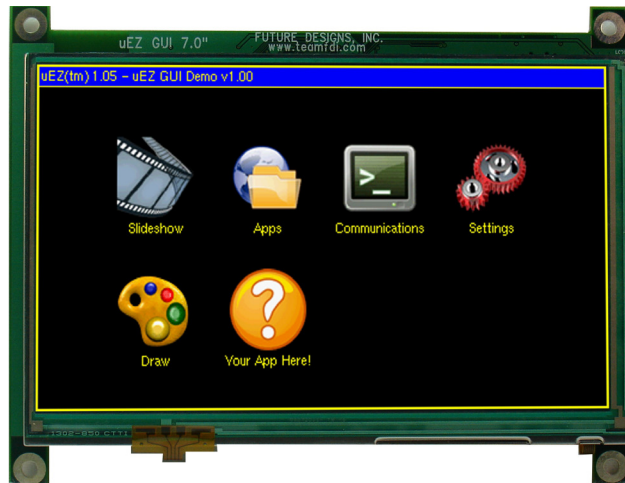 uEZ GUI 7.0"
FUTURE DESIGNS, INC.
www.teamfdi.com
uEZ(tm) 1.05 - uEZ GUI Demo v1.00
>_
Slideshow
Apps
Communications
Settings
Draw
Your App Here!